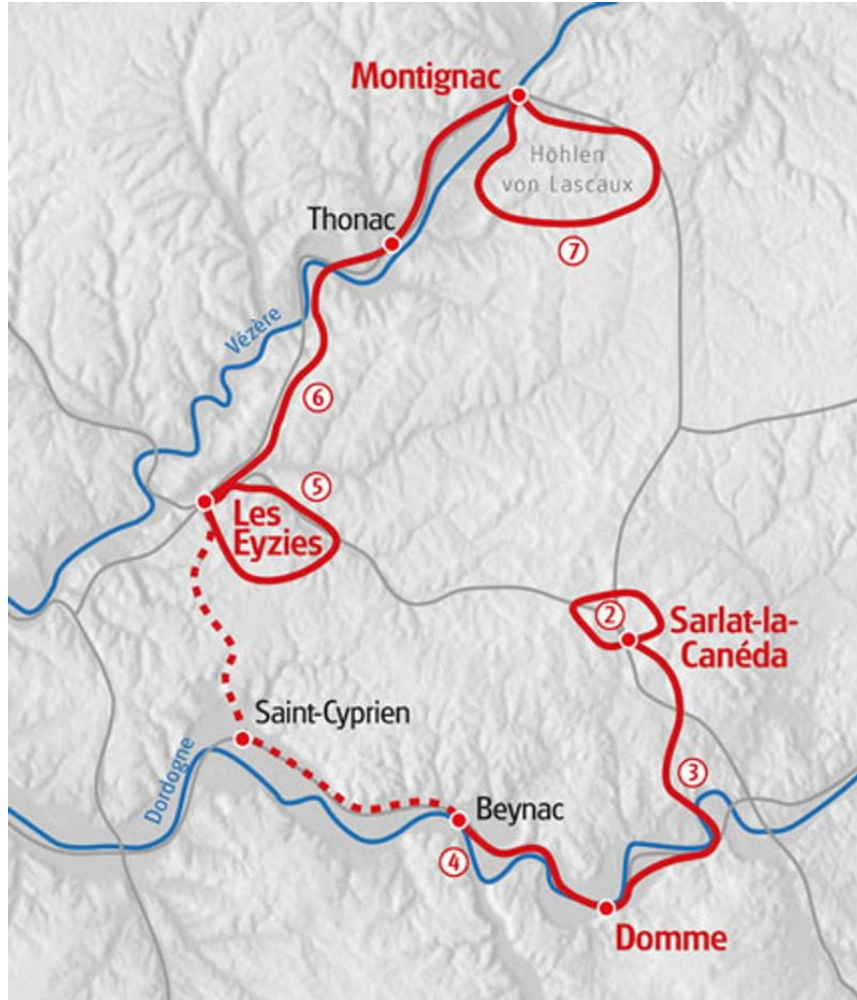 Montignac
Höhlen
von Lascaux
Thonac
7
Vézère
6
5
Les
Eyzies
2
Sarlat-la-
Canéda
Saint-Cyprien
Dordogne
3
Beynac
4
Domme